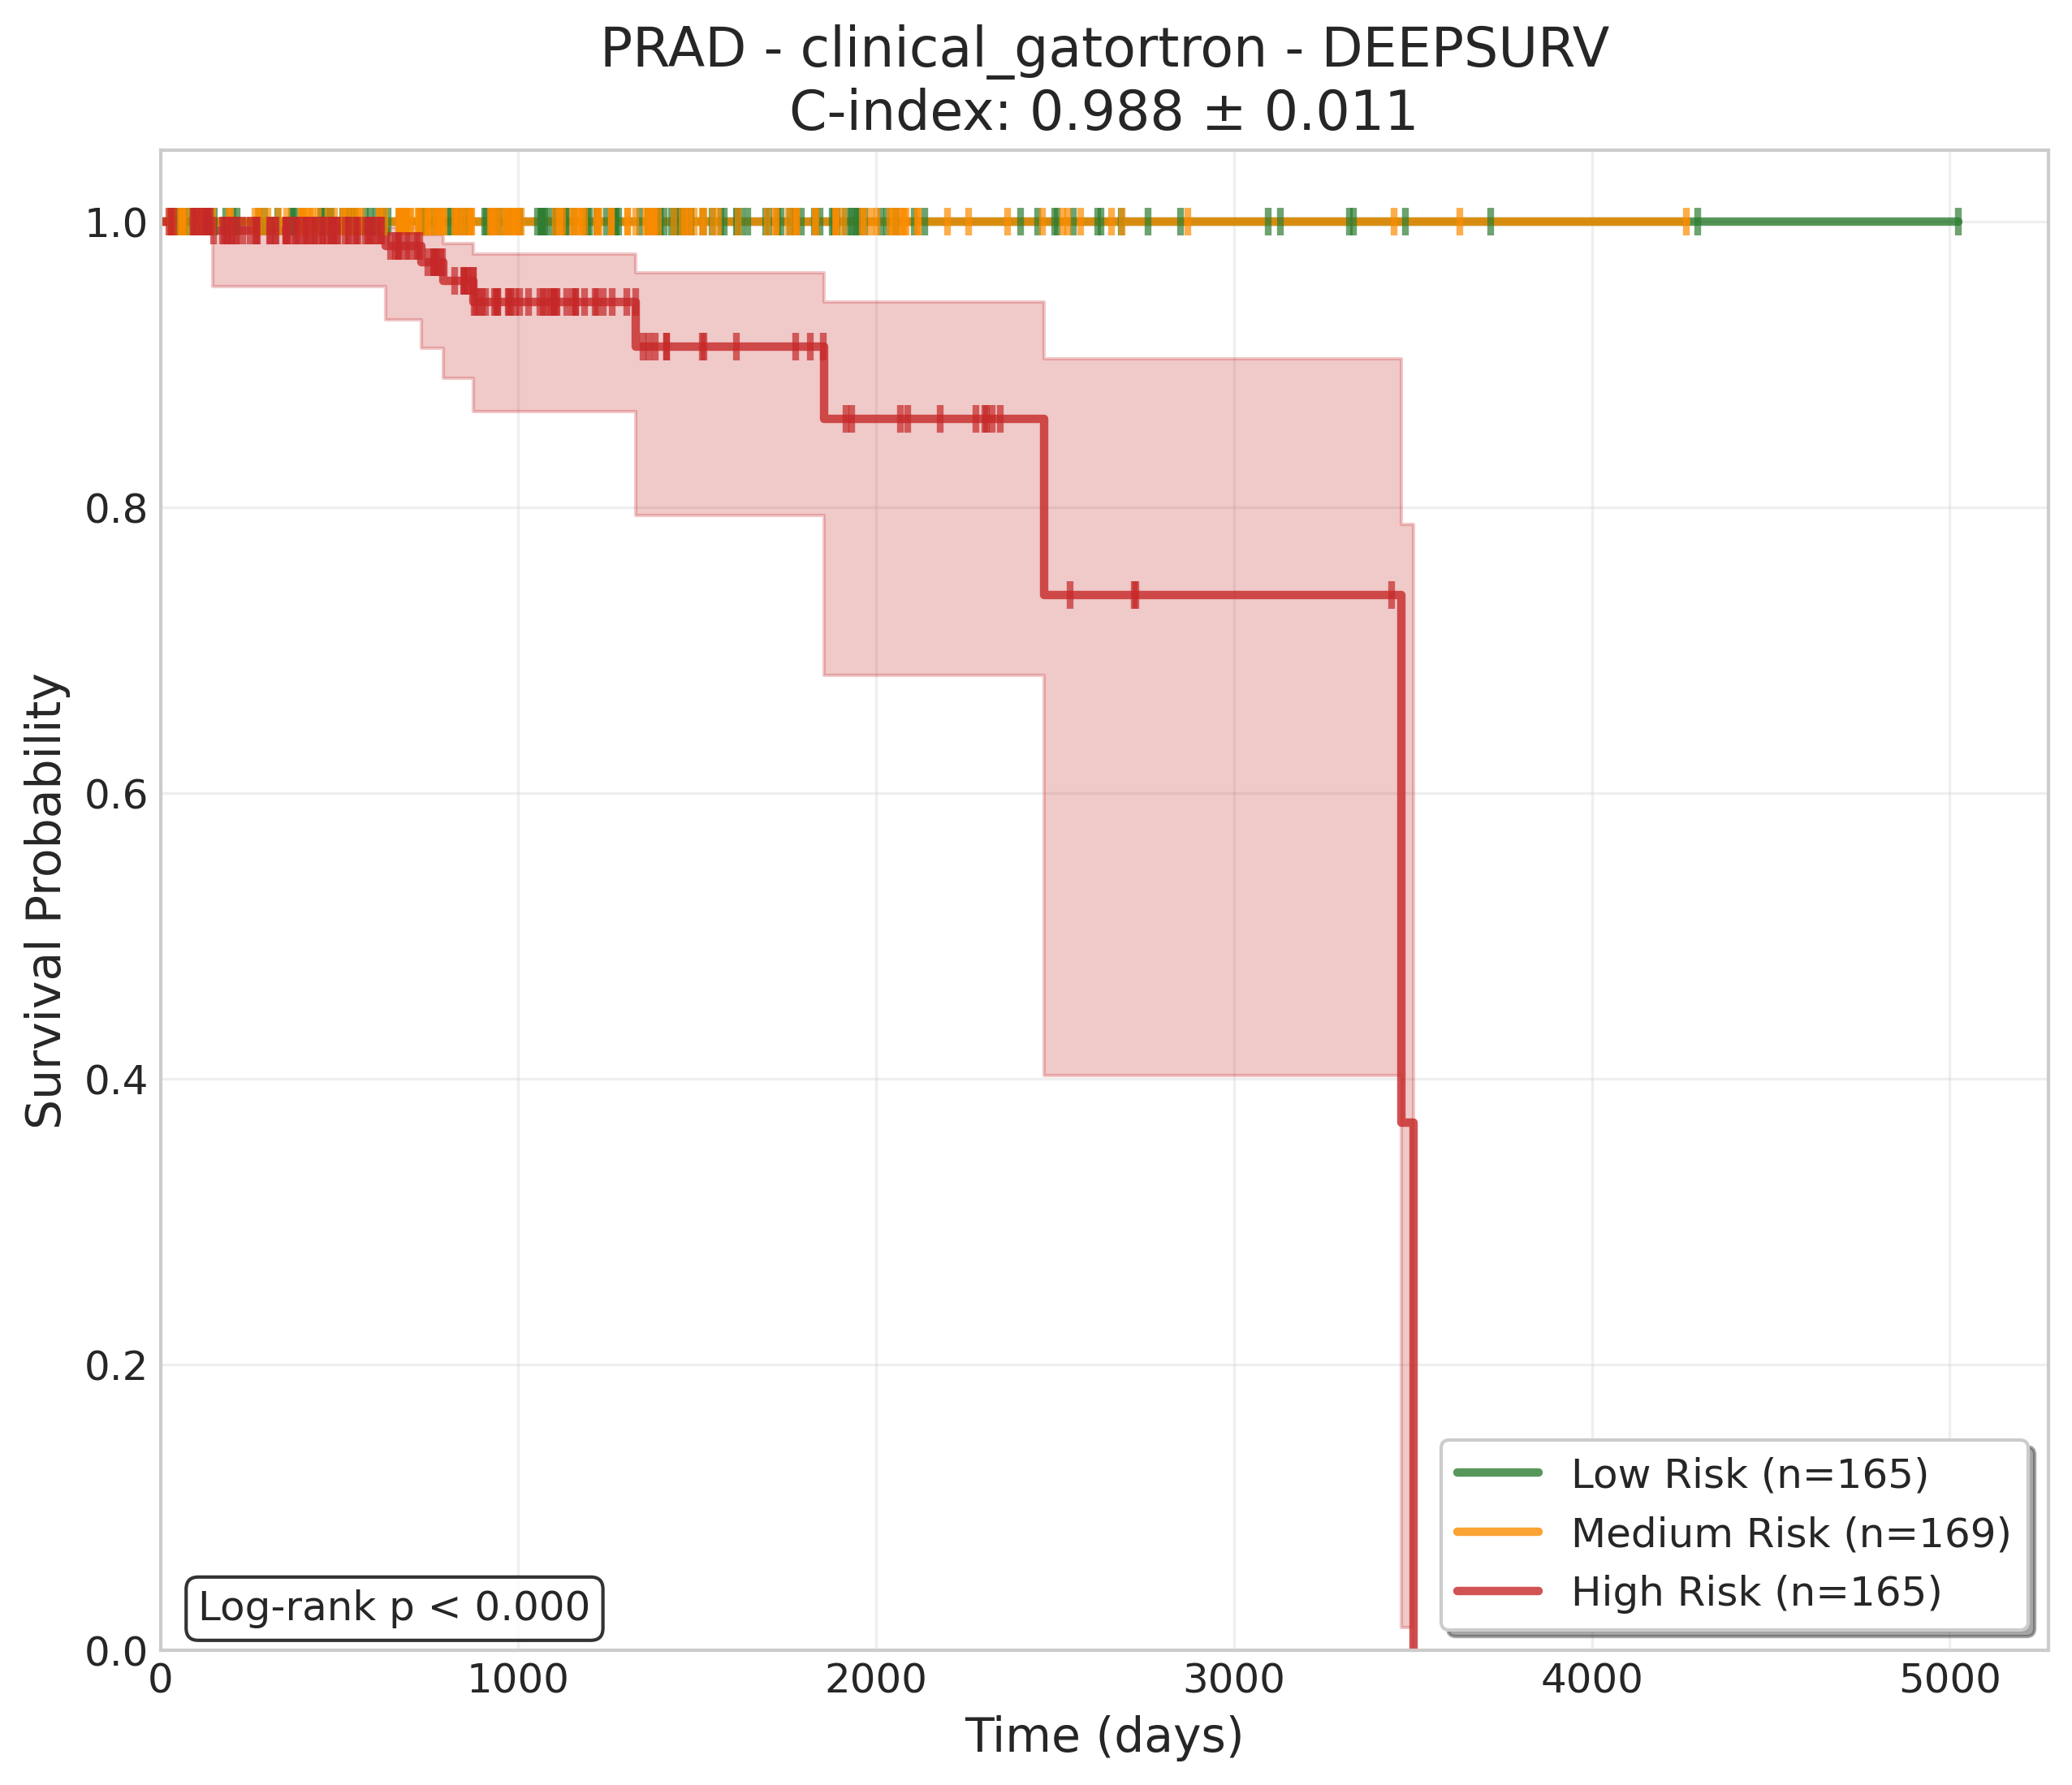 PRAD - clinical_gatortron - DEEPSURV
C-index: 0.988 ± 0.011
Survival Probability
1.0
0.8
0.6
0.4
0.2
0.0
0 1000 2000 3000 4000 5000
Time (days)
Log-rank p < 0.000
Low Risk (n=165)
Medium Risk (n=169)
High Risk (n=165)